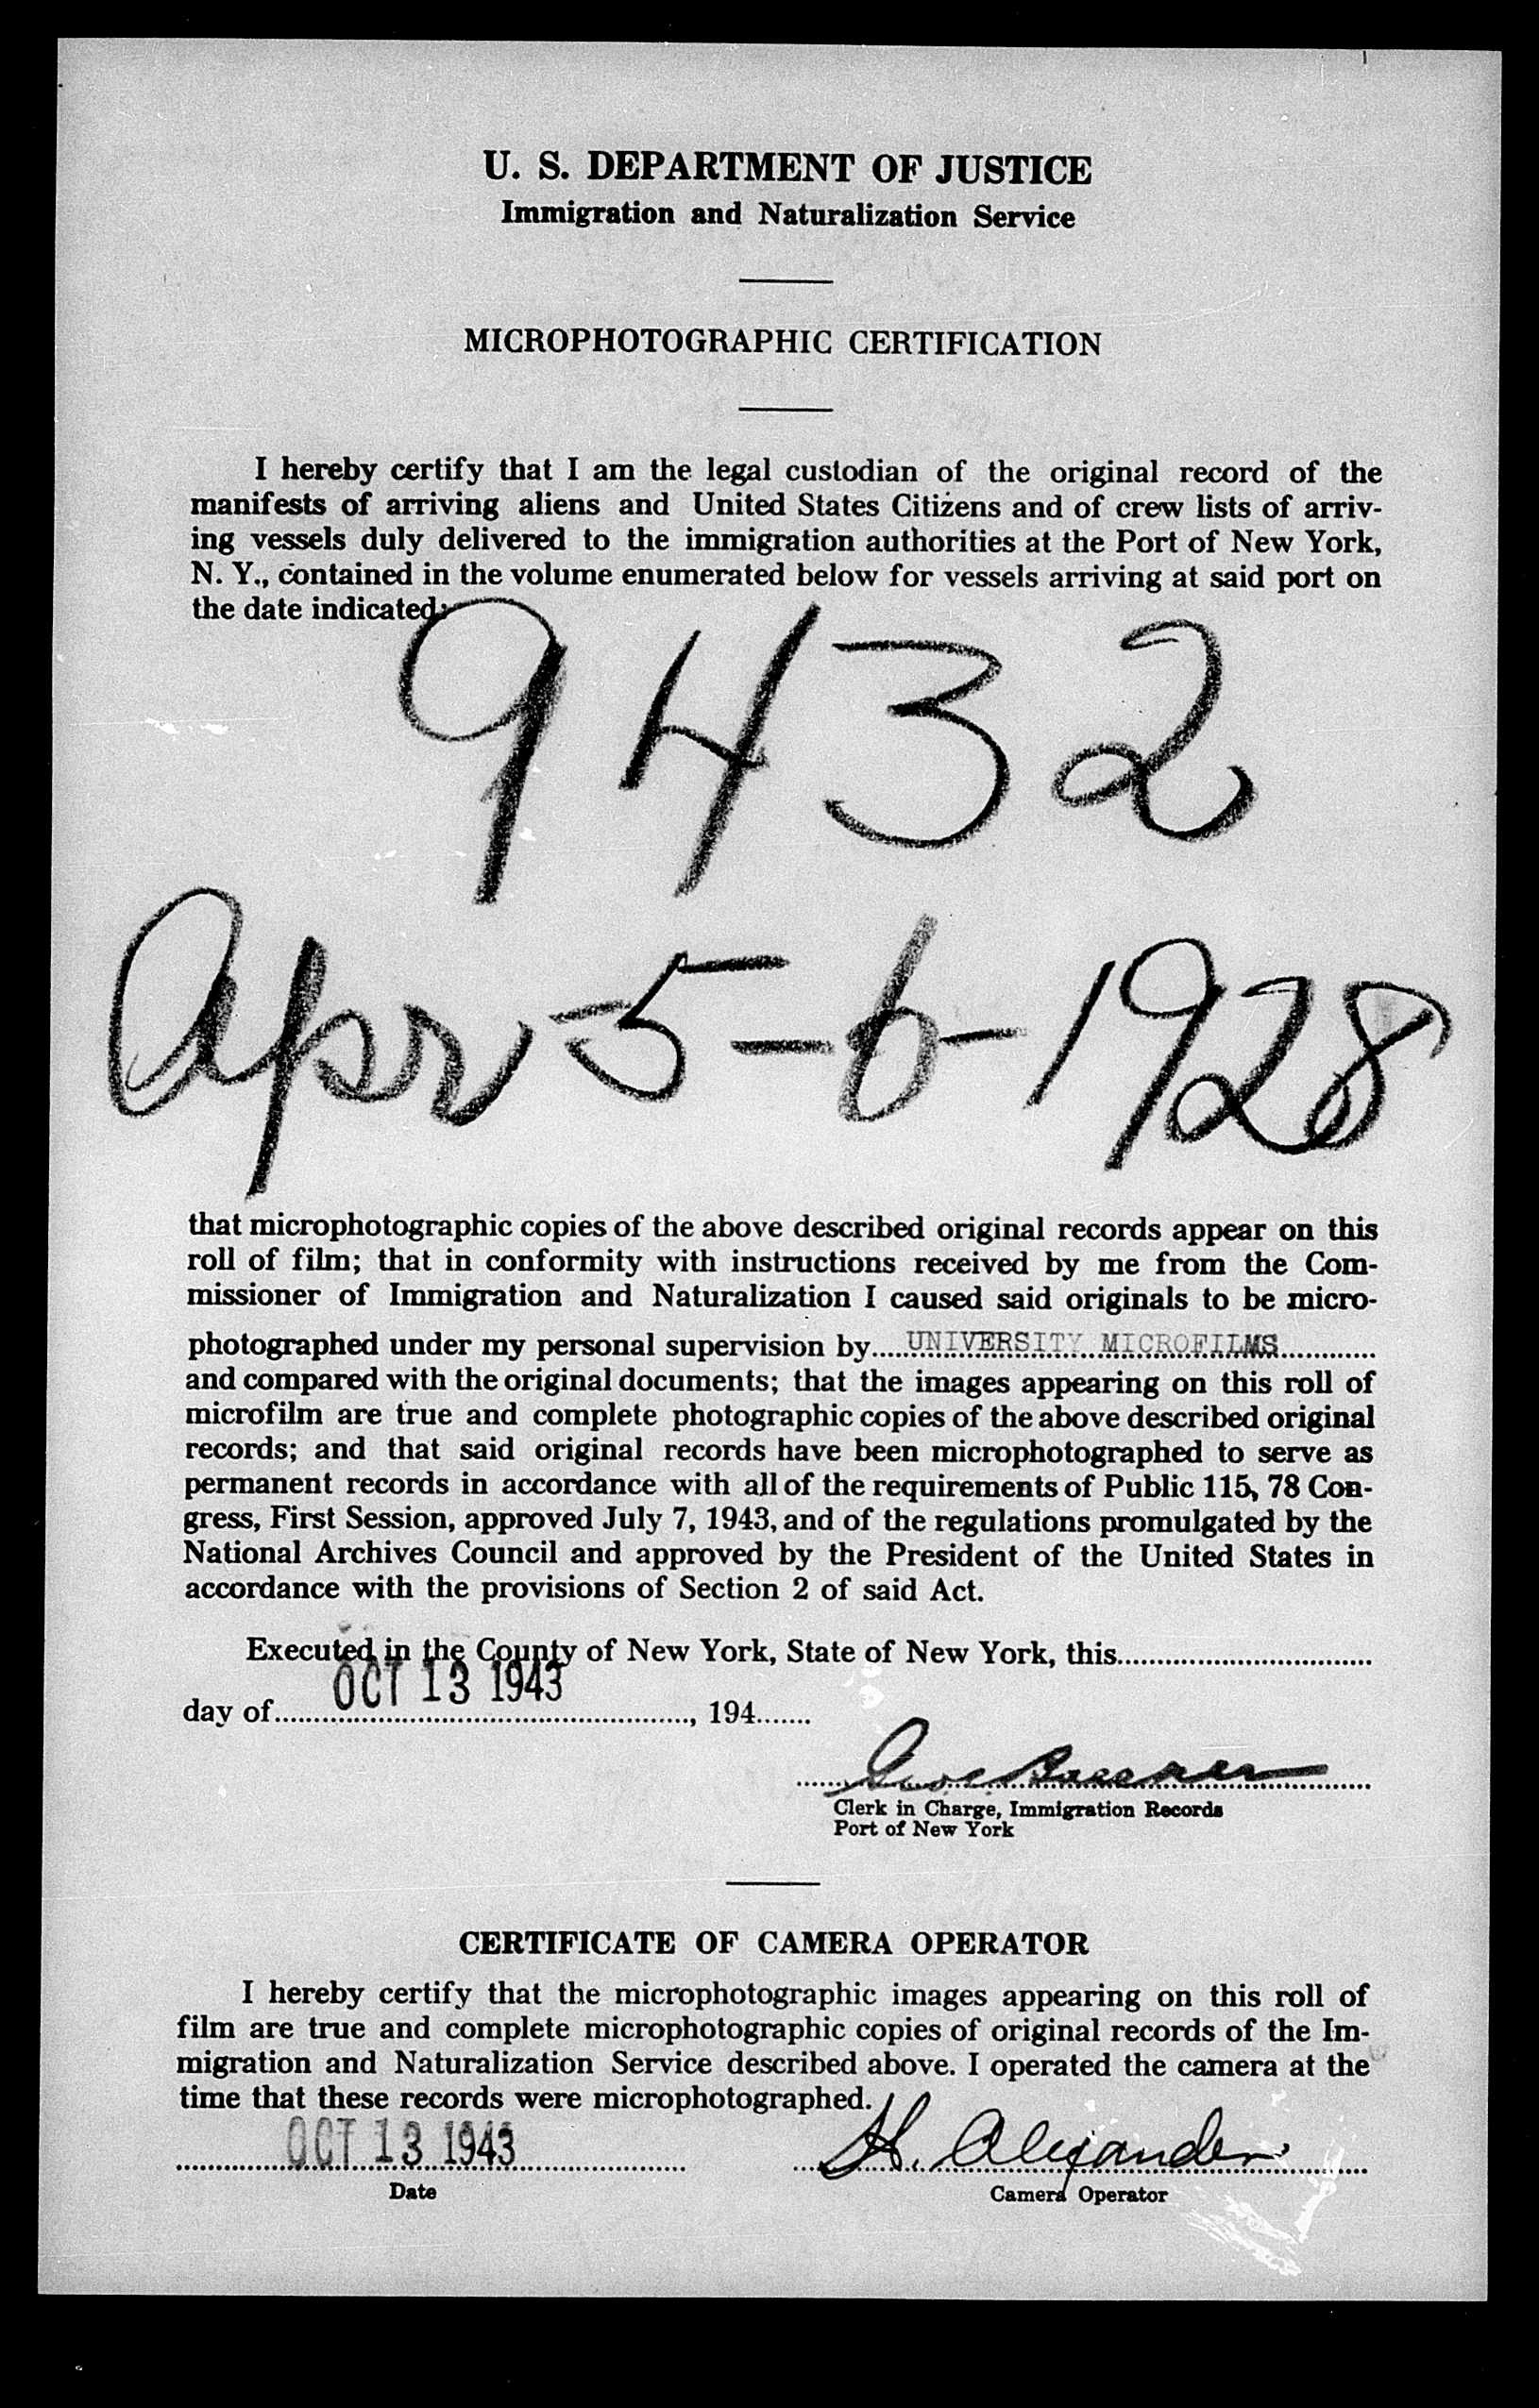 U. S. DEPARTMENT OF JUSTICE
Immigration and Naturalization Service
MICROPHOTOGRAPHIC CERTIFICATION
I hereby certify that I am the legal custodian of the original record of the
manifests of arriving aliens and United States Citizens and of crew lists of arriv-
ing vessels duly delivered to the immigration authorities at the Port of New York,
N. Y., contained in the volume enumerated below for vessels arriving at said port on
the date indicated:
9432
Apr-5-6-1928
that microphotographic copies of the above described original records appear on this
roll of film; that in conformity with instructions received by me from the Com-
missioner of Immigration and Naturalization I caused said originals to be micro-
photographed under my personal supervision by.....UNIVERSITY MICROFILMS............
and compared with the original documents; that the images appearing on this roll of
microfilm are true and complete photographic copies of the above described original
records; and that said original records have been microphotographed to serve as
permanent records in accordance with all of the requirements of Public 115, 78 Con-
gress, First Session, approved July 7, 1943, and of the regulations promulgated by the
National Archives Council and approved by the President of the United States in
accordance with the provisions of Section 2 of said Act.
Executed in the County of New York, State of New York, this................................
OCT 13 1943
day of......................................................, 194.......
Clerk in Charge, Immigration Records
Port of New York
CERTIFICATE OF CAMERA OPERATOR
I hereby certify that the microphotographic images appearing on this roll of
film are true and complete microphotographic copies of original records of the Im-
migration and Naturalization Service described above. I operated the camera at the
time that these records were microphotographed.
OCT 13 1943 H. Alexander
Date Camera Operator